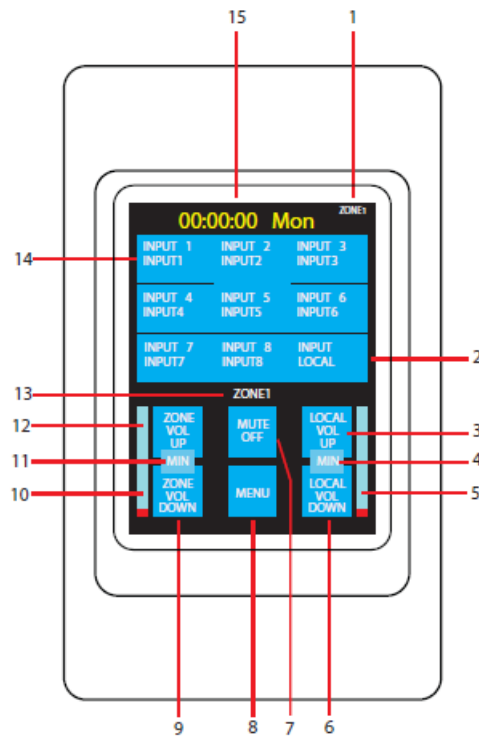 15
1
ZONE1
00:00:00 Mon
INPUT 1 INPUT 2 INPUT 3
INPUT1 INPUT2 INPUT3
14
INPUT 4 INPUT 5 INPUT 6
INPUT4 INPUT5 INPUT6
INPUT 7 INPUT 8 INPUT
INPUT7 INPUT8 LOCAL
2
13
ZONE1
12
ZONE
VOL
UP
MUTE
OFF
LOCAL
VOL
UP
3
11
MIN
MIN
4
10
ZONE
VOL
DOWN
MENU
LOCAL
VOL
DOWN
5
9
8
7
6